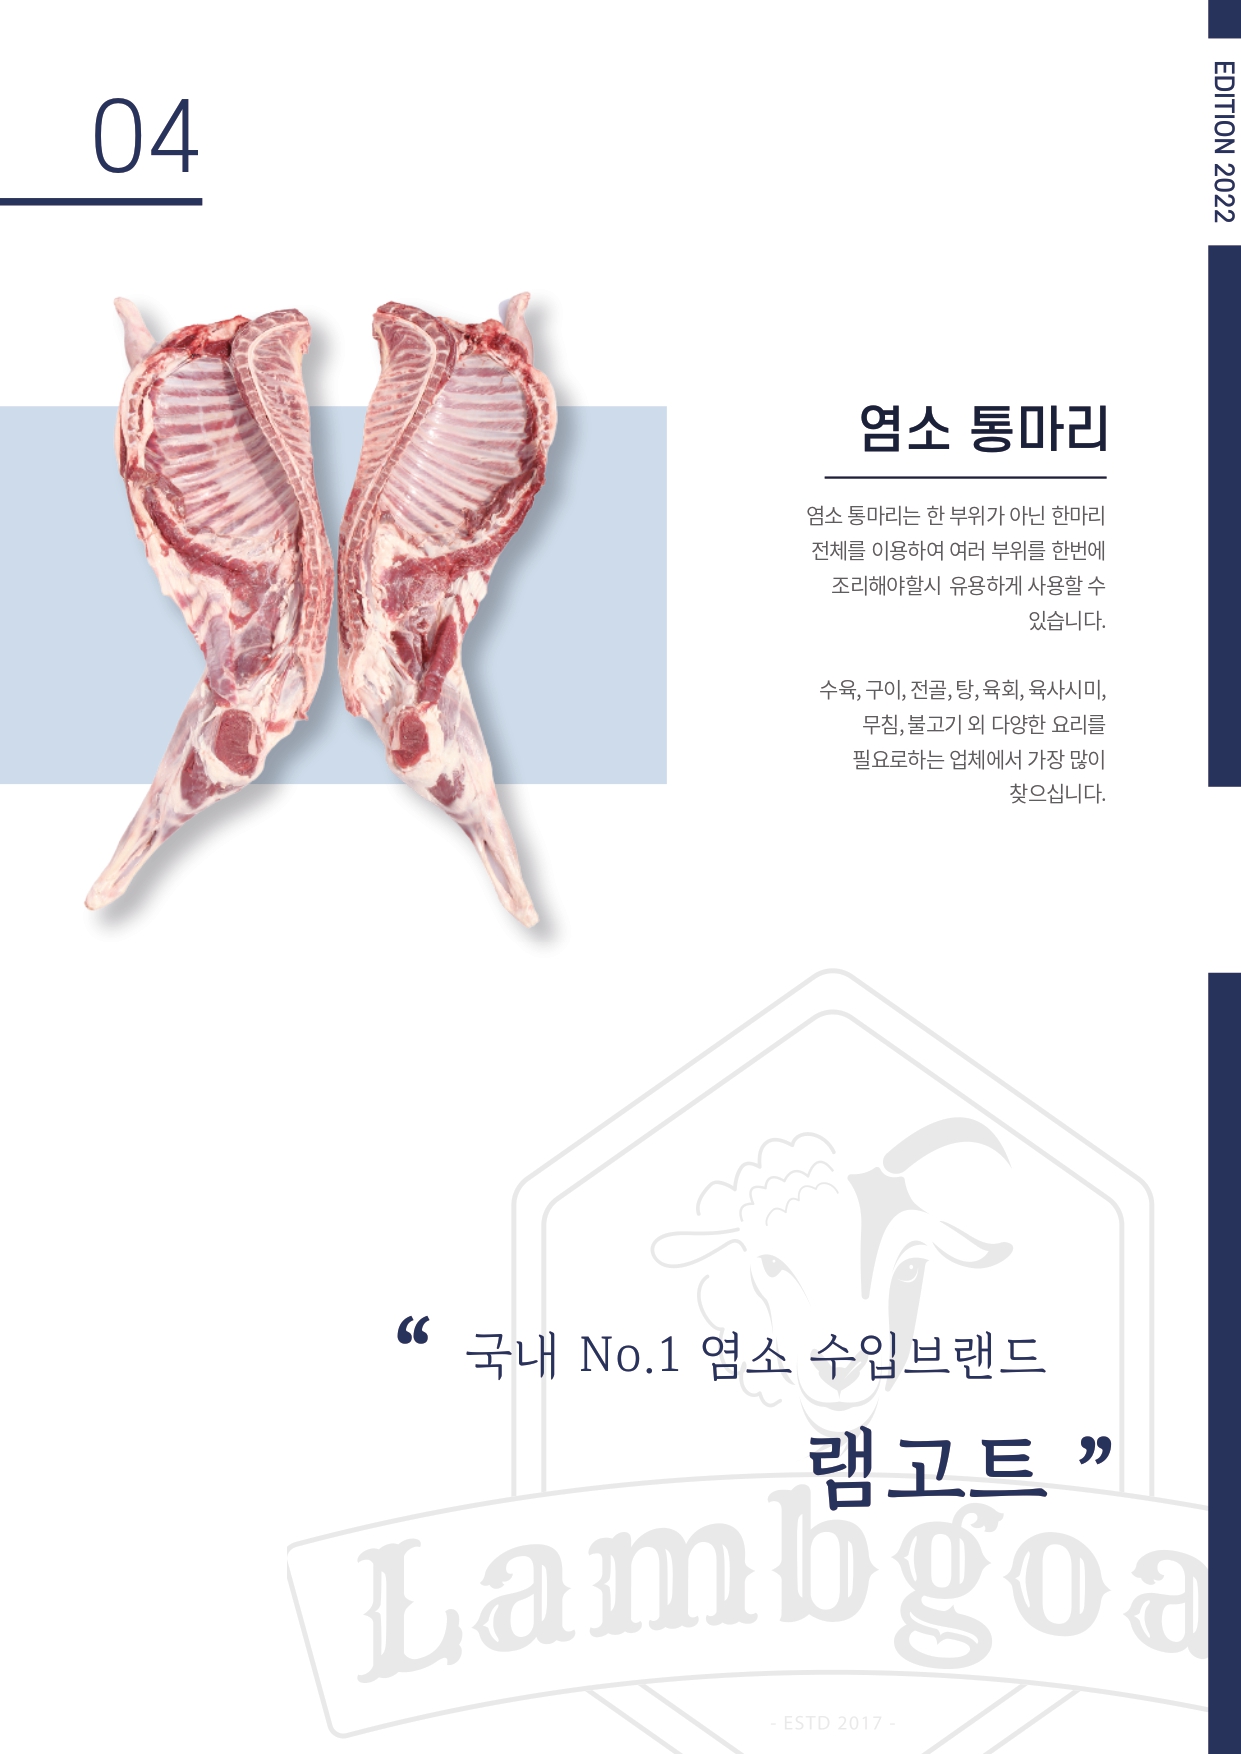 04
EDITION 2022
염소 통마리
염소 통마리는 한 부위가 아닌 한마리
전체를 이용하여 여러 부위를 한번에
조리해야할시 유용하게 사용할 수
있습니다.
수육, 구이, 전골, 탕, 육회, 육사시미,
무침, 불고기 외 다양한 요리를
필요로하는 업체에서 가장 많이
찾으십니다.
“ 국내 No.1 염소 수입브랜드
램고트 ”
Lambgoa
- ESTD 2017 -